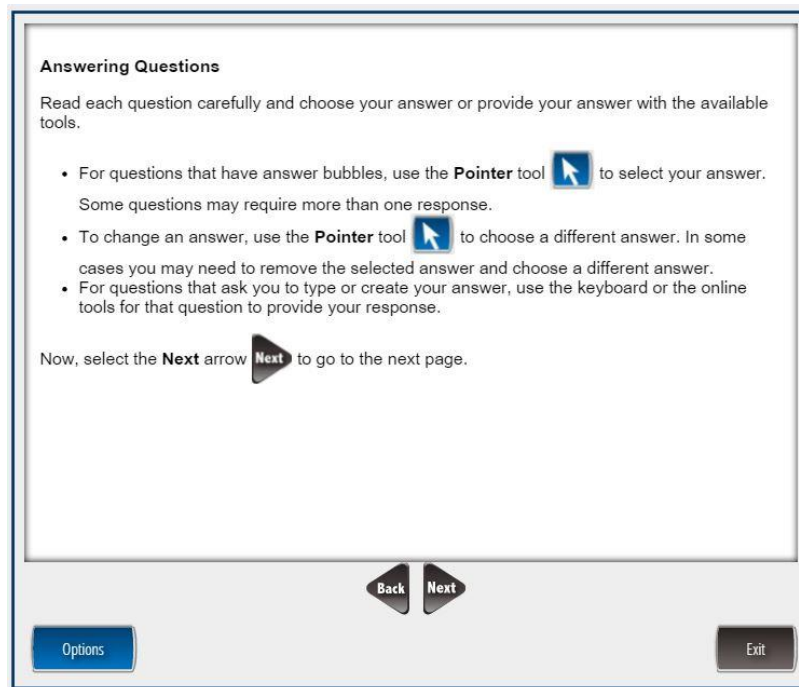 Answering Questions
Read each question carefully and choose your answer or provide your answer with the available
tools.
• For questions that have answer bubbles, use the Pointer tool to select your answer.
Some questions may require more than one response.
• To change an answer, use the Pointer tool to choose a different answer. In some
cases you may need to remove the selected answer and choose a different answer.
• For questions that ask you to type or create your answer, use the keyboard or the online
tools for that question to provide your response.
Now, select the Next arrow Next to go to the next page.
Back Next
Options Exit